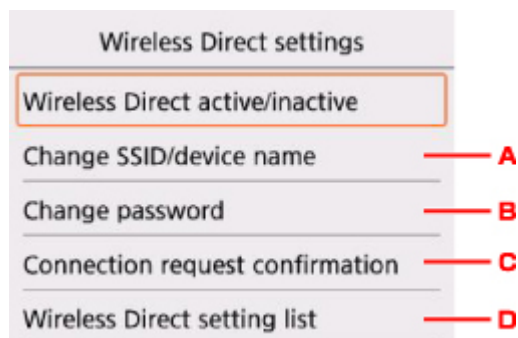 Wireless Direct settings
Wireless Direct active/inactive
Change SSID/device name A
Change password B
Connection request confirmation C
Wireless Direct setting list D